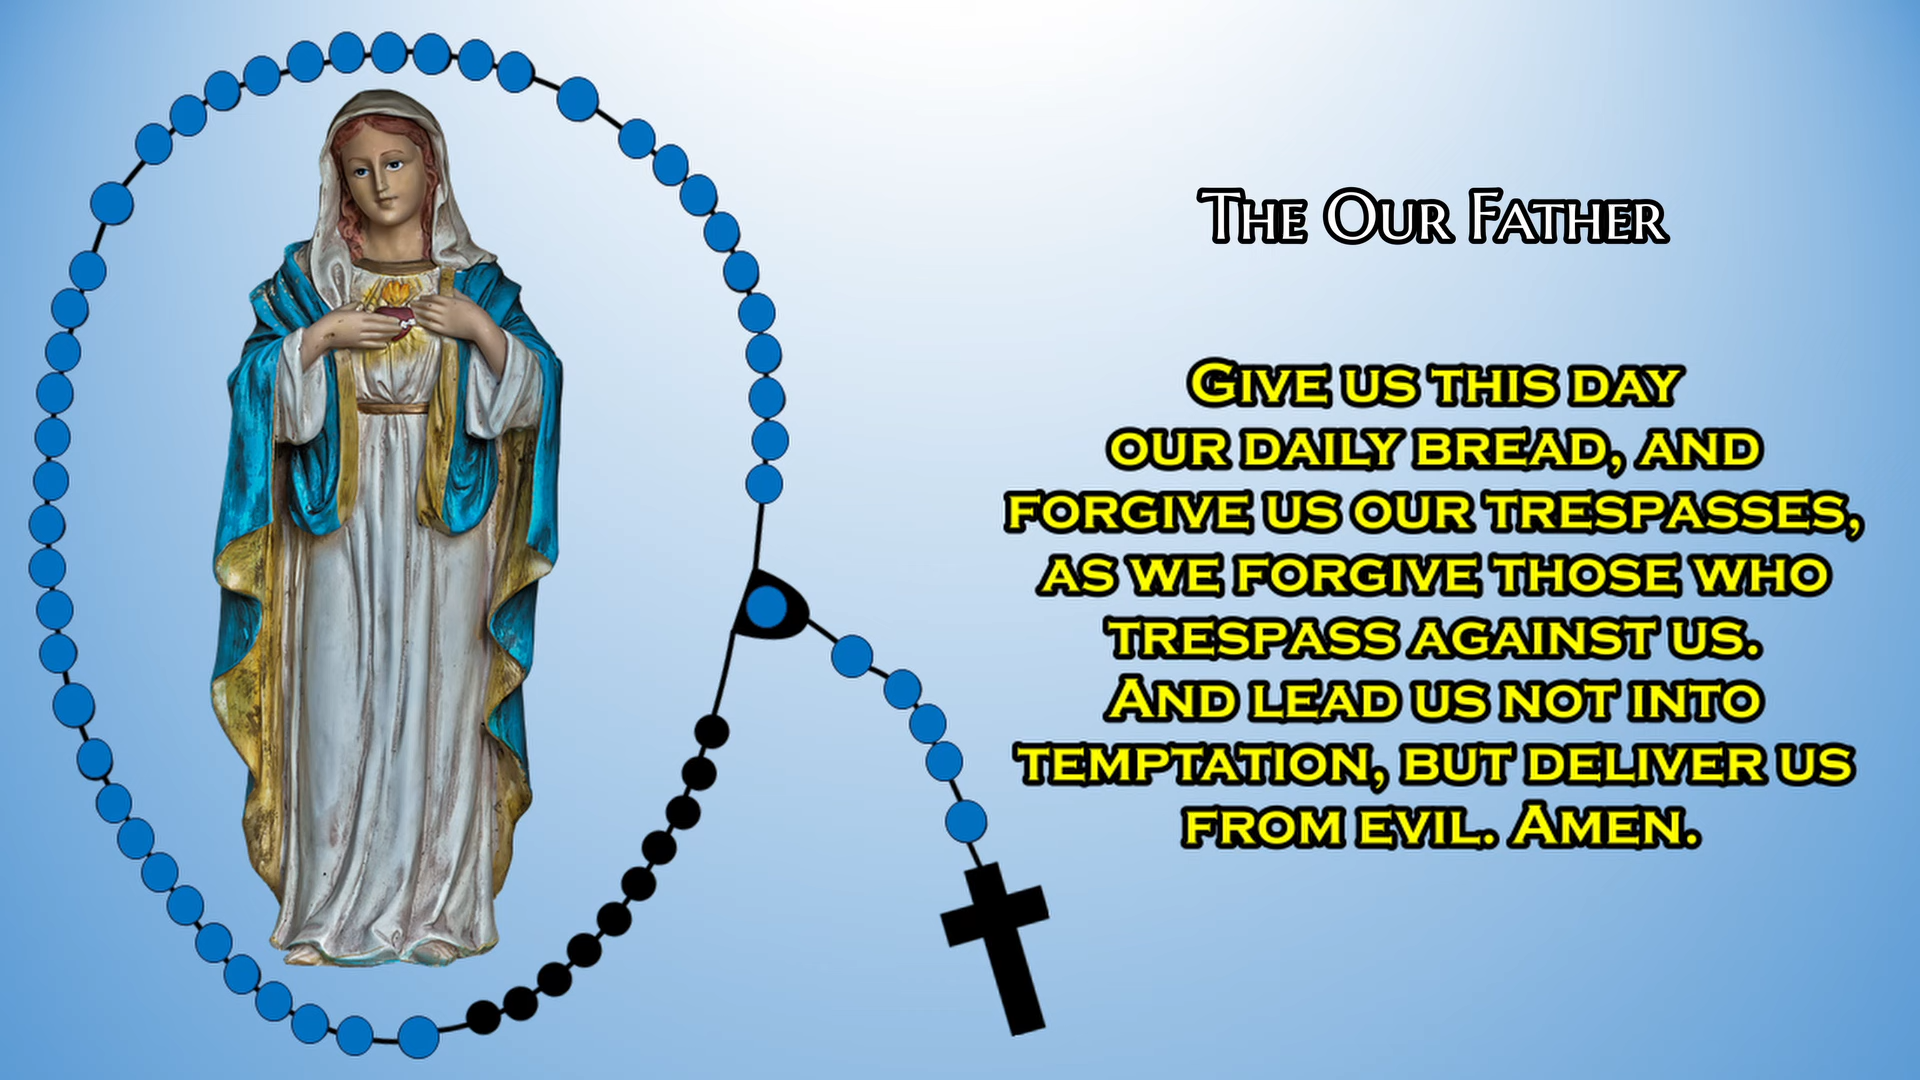 The Our Father
Give us this day
our daily bread, and
forgive us our trespasses,
as we forgive those who
trespass against us.
And lead us not into
temptation, but deliver us
from evil. Amen.